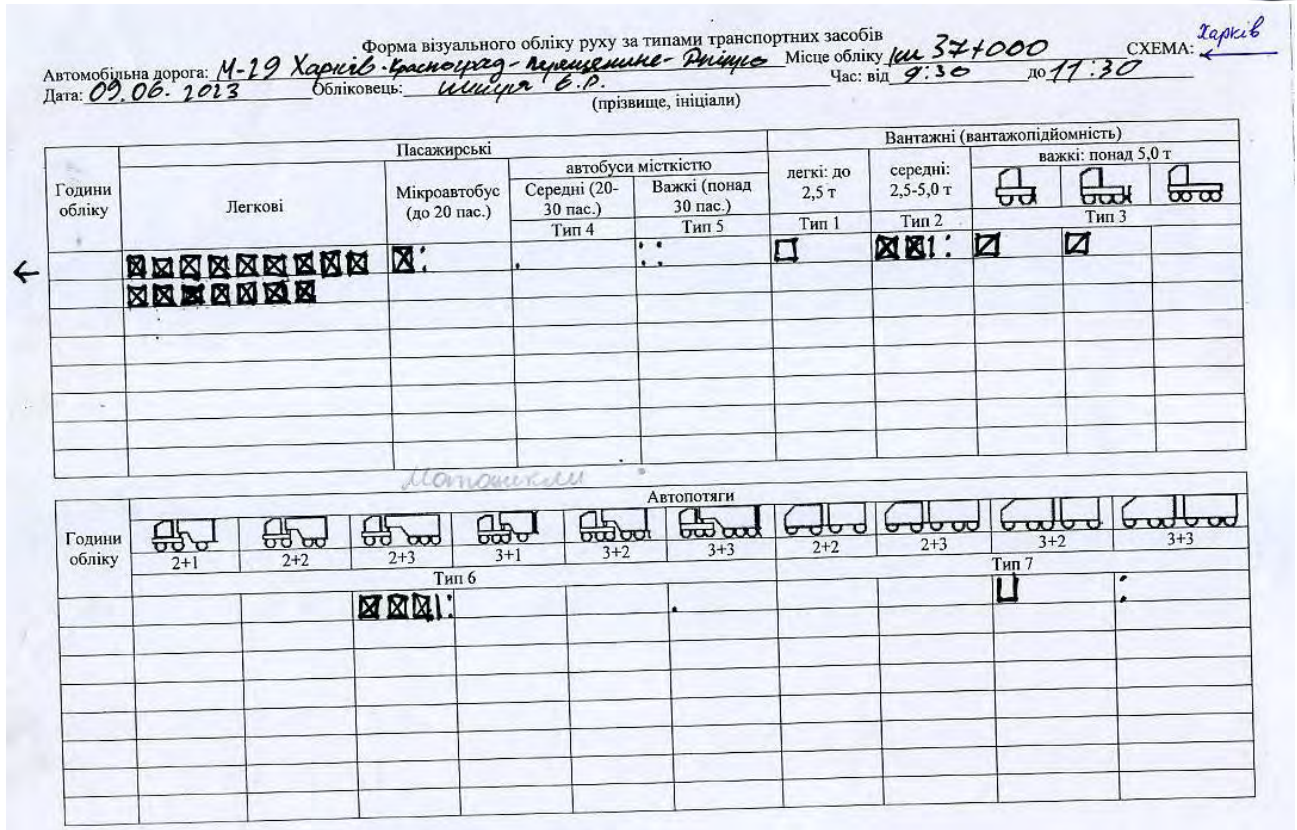 Форма візуального обліку руху за типами транспортних засобів
Харків
Автомобільна дорога: М-29 Харків - Красноград - Перещепине - Дніпро Місце обліку км 37+000 СХЕМА:
Дата: 09.06.2023 Обліковець: Є.Р. Час: від 9:30 до 11:30
(прізвище, ініціали)
Години обліку
Пасажирські
Вантажні (вантажопідйомність)
Легкові
Мікроавтобус (до 20 пас.)
автобуси місткістю
Середні (20-30 пас.)
Важкі (понад 30 пас.)
легкі: до 2,5 т
середні: 2,5-5,0 т
важкі: понад 5,0 т
Тип 4 Тип 5 Тип 1 Тип 2 Тип 3
Мотоцикли
Години обліку
Автопотяги
2+1 2+2 2+3 3+1 3+2 3+3 2+2 2+3 3+2 3+3
Тип 6 Тип 7